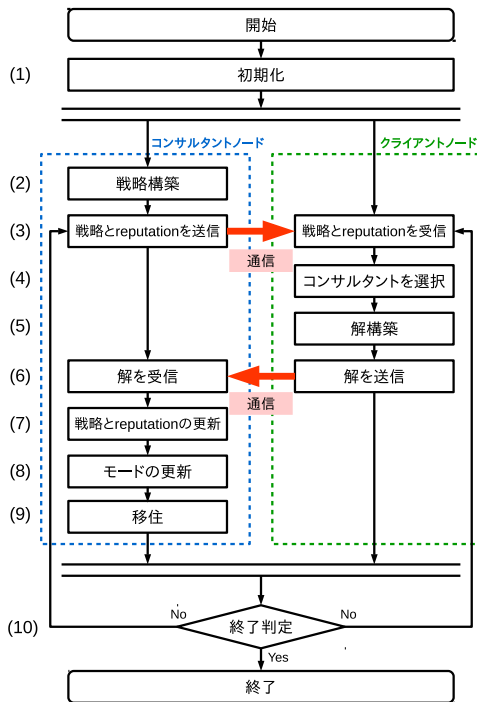 開始
(1) 初期化
コンサルタントノード クライアントノード
(2) 戦略構築
(3) 戦略とreputationを送信 戦略とreputationを受信
通信
(4) コンサルタントを選択
(5) 解構築
(6) 解を受信 解を送信
通信
(7) 戦略とreputationの更新
(8) モードの更新
(9) 移住
No No
(10) 終了判定
Yes
終了